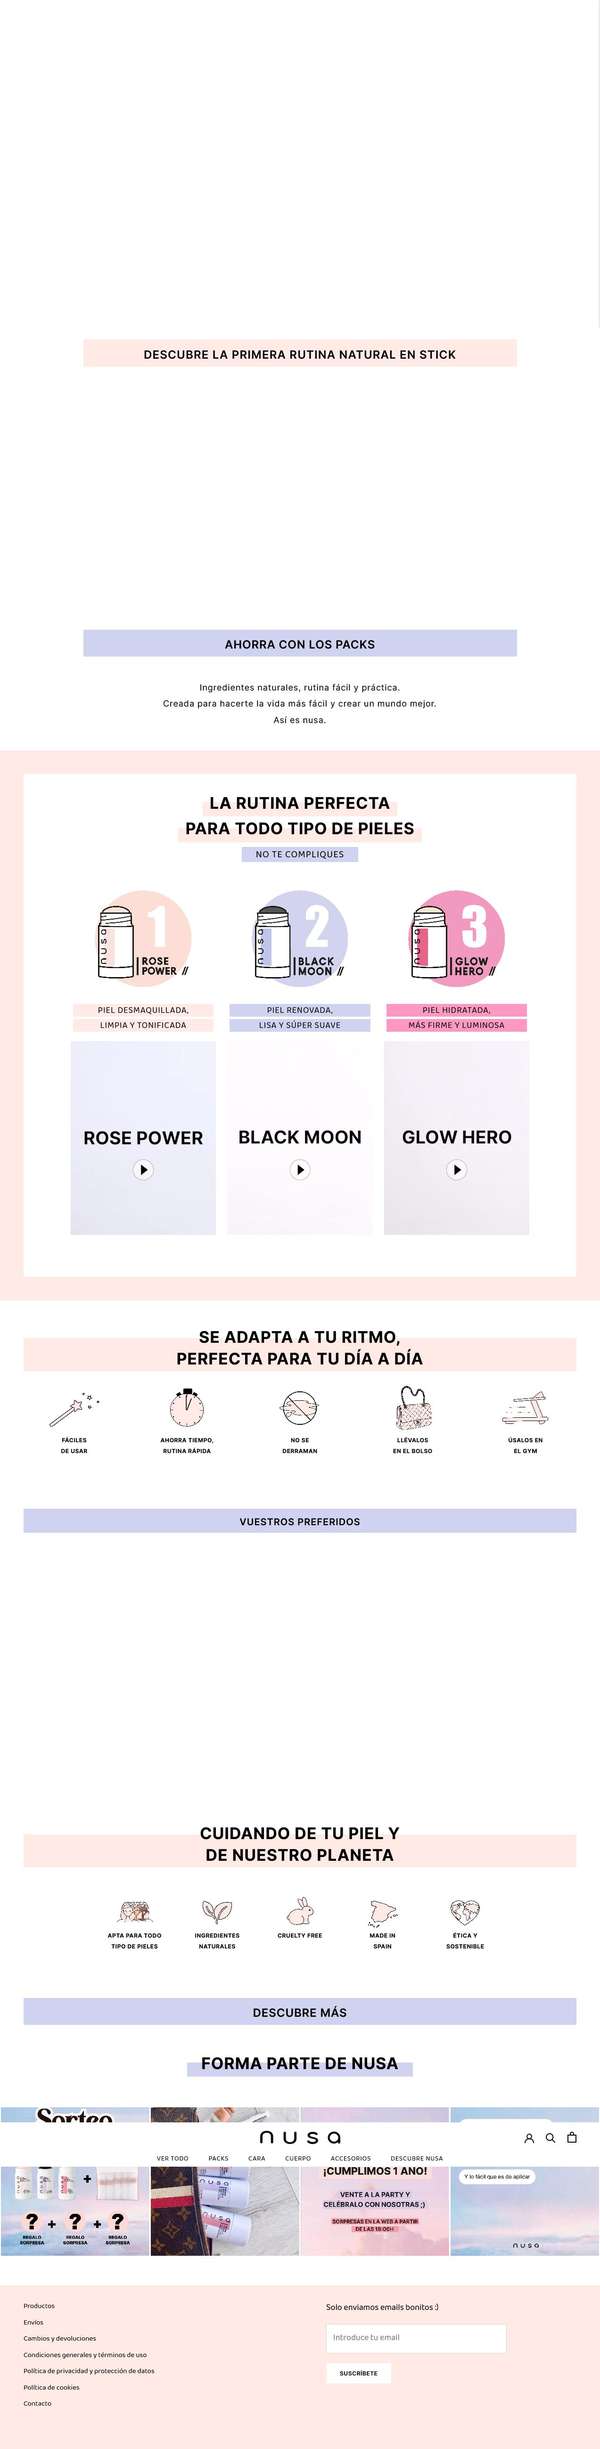 DESCUBRE LA PRIMERA RUTINA NATURAL EN STICK
AHORRA CON LOS PACKS
Ingredientes naturales, rutina fácil y práctica.
Creada para hacerte la vida más fácil y crear un mundo mejor.
Así es nusa.
LA RUTINA PERFECTA
PARA TODO TIPO DE PIELES
NO TE COMPLIQUES
nusa
1
ROSE
POWER //
nusa
2
BLACK
MOON //
nusa
3
GLOW
HERO //
PIEL DESMAQUILLADA,
LIMPIA Y TONIFICADA
PIEL RENOVADA,
LISA Y SÚPER SUAVE
PIEL HIDRATADA,
MÁS FIRME Y LUMINOSA
ROSE POWER
BLACK MOON
GLOW HERO
SE ADAPTA A TU RITMO,
PERFECTA PARA TU DÍA A DÍA
FÁCILES
DE USAR
AHORRA TIEMPO,
RUTINA RÁPIDA
NO SE
DERRAMAN
LLÉVALOS
EN EL BOLSO
ÚSALOS EN
EL GYM
VUESTROS PREFERIDOS
CUIDANDO DE TU PIEL Y
DE NUESTRO PLANETA
APTA PARA TODO
TIPO DE PIELES
INGREDIENTES
NATURALES
CRUELTY FREE
MADE IN
SPAIN
ÉTICA Y
SOSTENIBLE
DESCUBRE MÁS
FORMA PARTE DE NUSA
Sorteo
nusa
VER TODO PACKS CARA CUERPO ACCESORIOS DESCUBRE NUSA
+
? + ? + ?
REGALO
SORPRESA
REGALO
SORPRESA
REGALO
SORPRESA
¡CUMPLIMOS 1 AÑO!
VENTE A LA PARTY Y
CELÉBRALO CON NOSOTRAS ;)
SORPRESAS EN LA WEB A PARTIR
DE LAS 18:00H
Y lo fácil que es de aplicar
nusa
Productos
Envíos
Cambios y devoluciones
Condiciones generales y términos de uso
Política de privacidad y protección de datos
Política de cookies
Contacto
Solo enviamos emails bonitos :)
Introduce tu email
SUSCRÍBETE